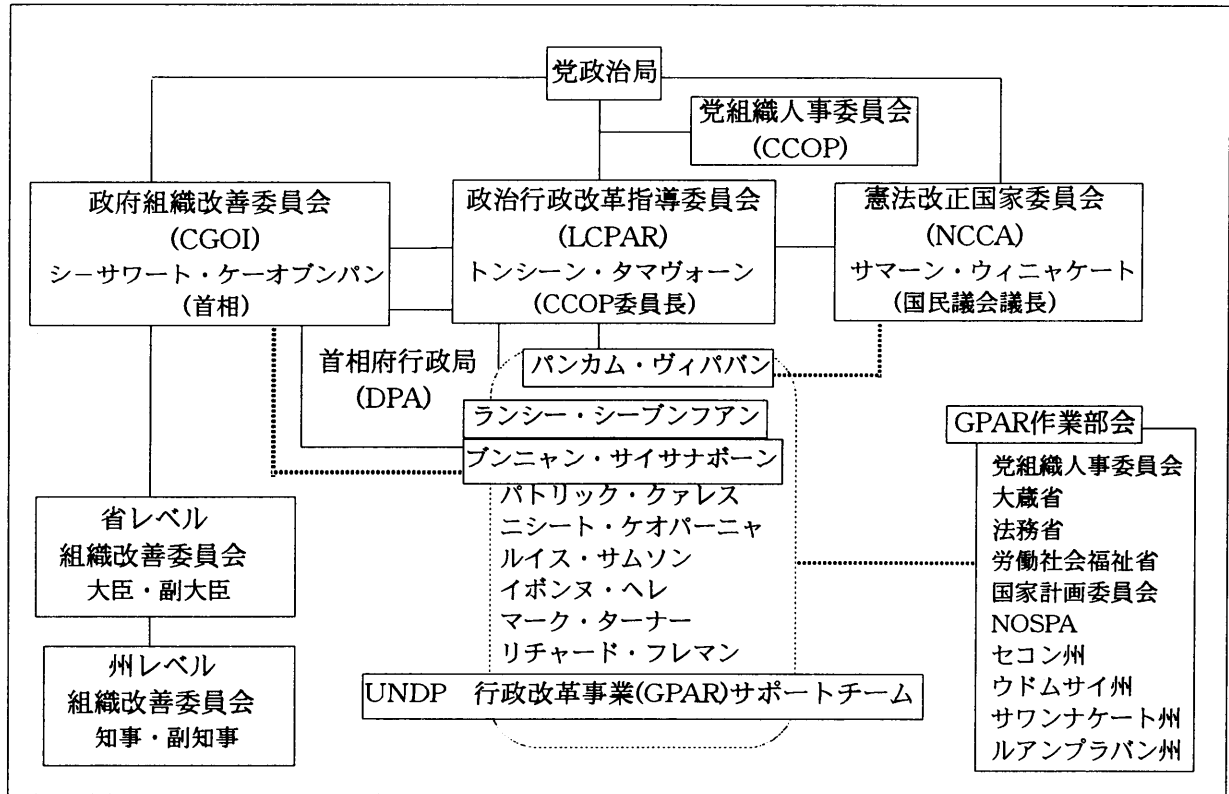 党政治局
党組織人事委員会
(CCOP)
政府組織改善委員会
(CGOI)
シーサワート・ケーオブンパン
(首相)
政治行政改革指導委員会
(LCPAR)
トンシーン・タマヴォーン
(CCOP委員長)
憲法改正国家委員会
(NCCA)
サマーン・ウィニャケート
(国民議会議長)
首相府行政局
(DPA)
パンカム・ヴィパバン
ランシー・シーブンフアン
ブンニャン・サイサナボーン
パトリック・クァレス
ニシート・ケオパーニャ
ルイス・サムソン
イボンヌ・ヘレ
マーク・ターナー
リチャード・フレマン
UNDP 行政改革事業(GPAR)サポートチーム
省レベル
組織改善委員会
大臣・副大臣
州レベル
組織改善委員会
知事・副知事
GPAR作業部会
党組織人事委員会
大蔵省
法務省
労働社会福祉省
国家計画委員会
NOSPA
セコン州
ウドムサイ州
サワンナケート州
ルアンプラバン州